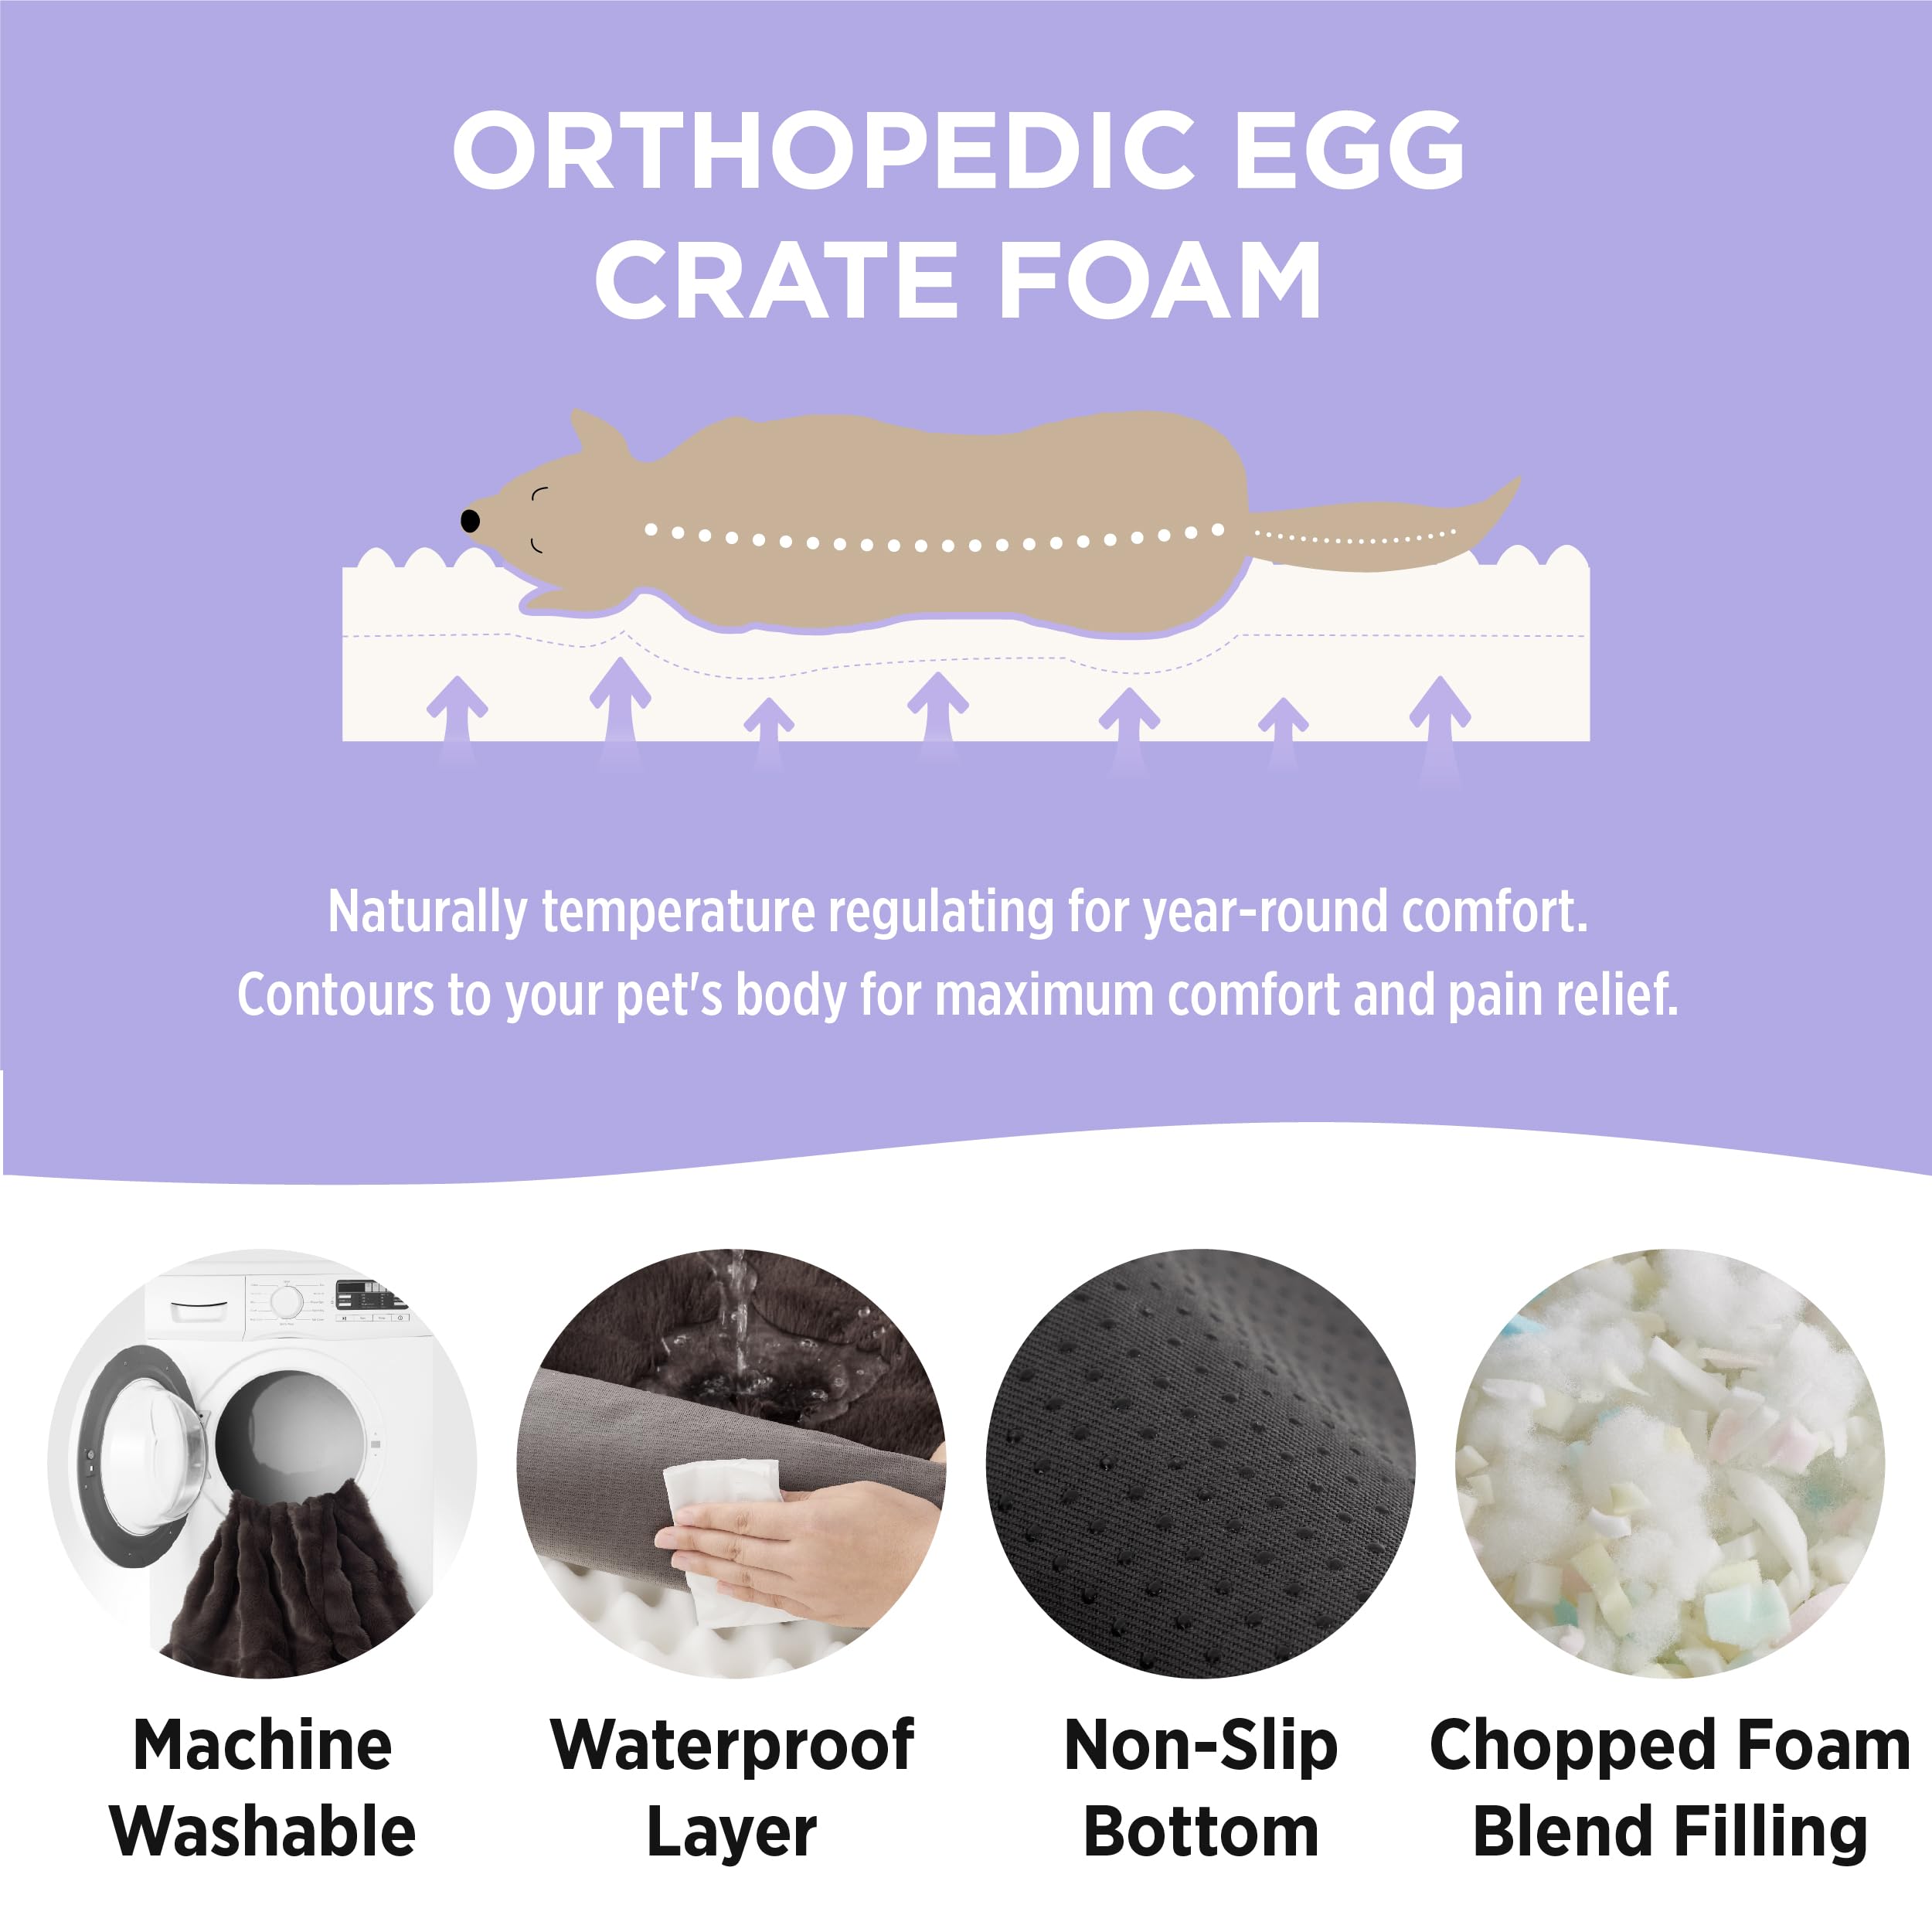 ORTHOPEDIC EGG
CRATE FOAM
Naturally temperature regulating for year-round comfort.
Contours to your pet's body for maximum comfort and pain relief.
Machine
Washable
Waterproof
Layer
Non-Slip
Bottom
Chopped Foam
Blend Filling